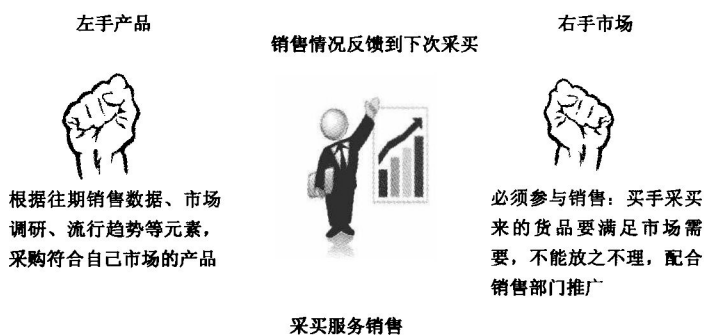 左手产品
销售情况反馈到下次采买
右手市场
根据往期销售数据、市场
调研、流行趋势等元素，
采购符合自己市场的产品
必须参与销售：买手采买
来的货品要满足市场需
要，不能放之不理，配合
销售部门推广
采买服务销售